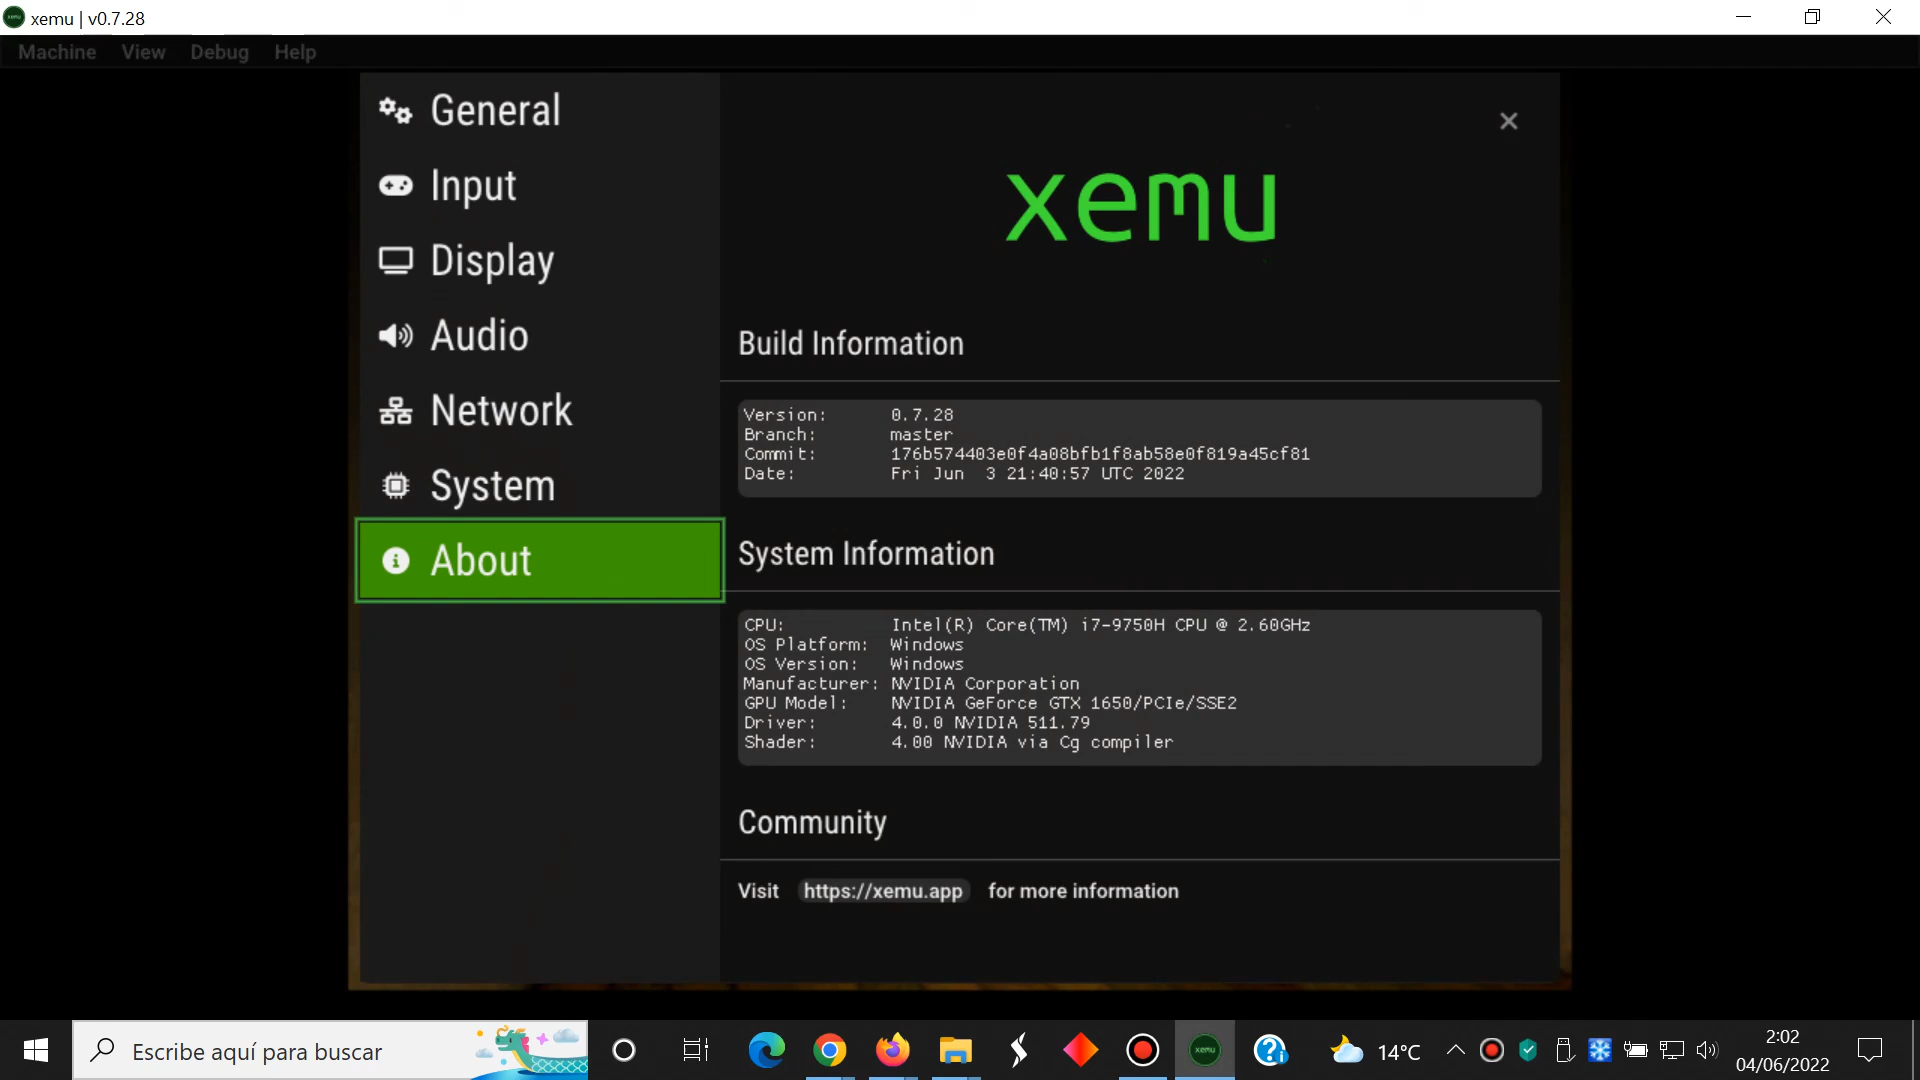 xemu | v0.7.28
Machine View Debug Help
General
Input
Display
Audio
Network
System
About
xemu
Build Information
Version: 0.7.28
Branch: master
Commit: 176b574403e0f4a08bfb1f8ab58e0f819a45cf81
Date: Fri Jun  3 21:40:57 UTC 2022
System Information
CPU: Intel(R) Core(TM) i7-9750H CPU @ 2.60GHz
OS Platform: Windows
OS Version: Windows
Manufacturer: NVIDIA Corporation
GPU Model: NVIDIA GeForce GTX 1650/PCIe/SSE2
Driver: 4.0.0 NVIDIA 511.79
Shader: 4.00 NVIDIA via Cg compiler
Community
Visit https://xemu.app for more information
Escribe aquí para buscar
xemu
14°C
2:02
04/06/2022